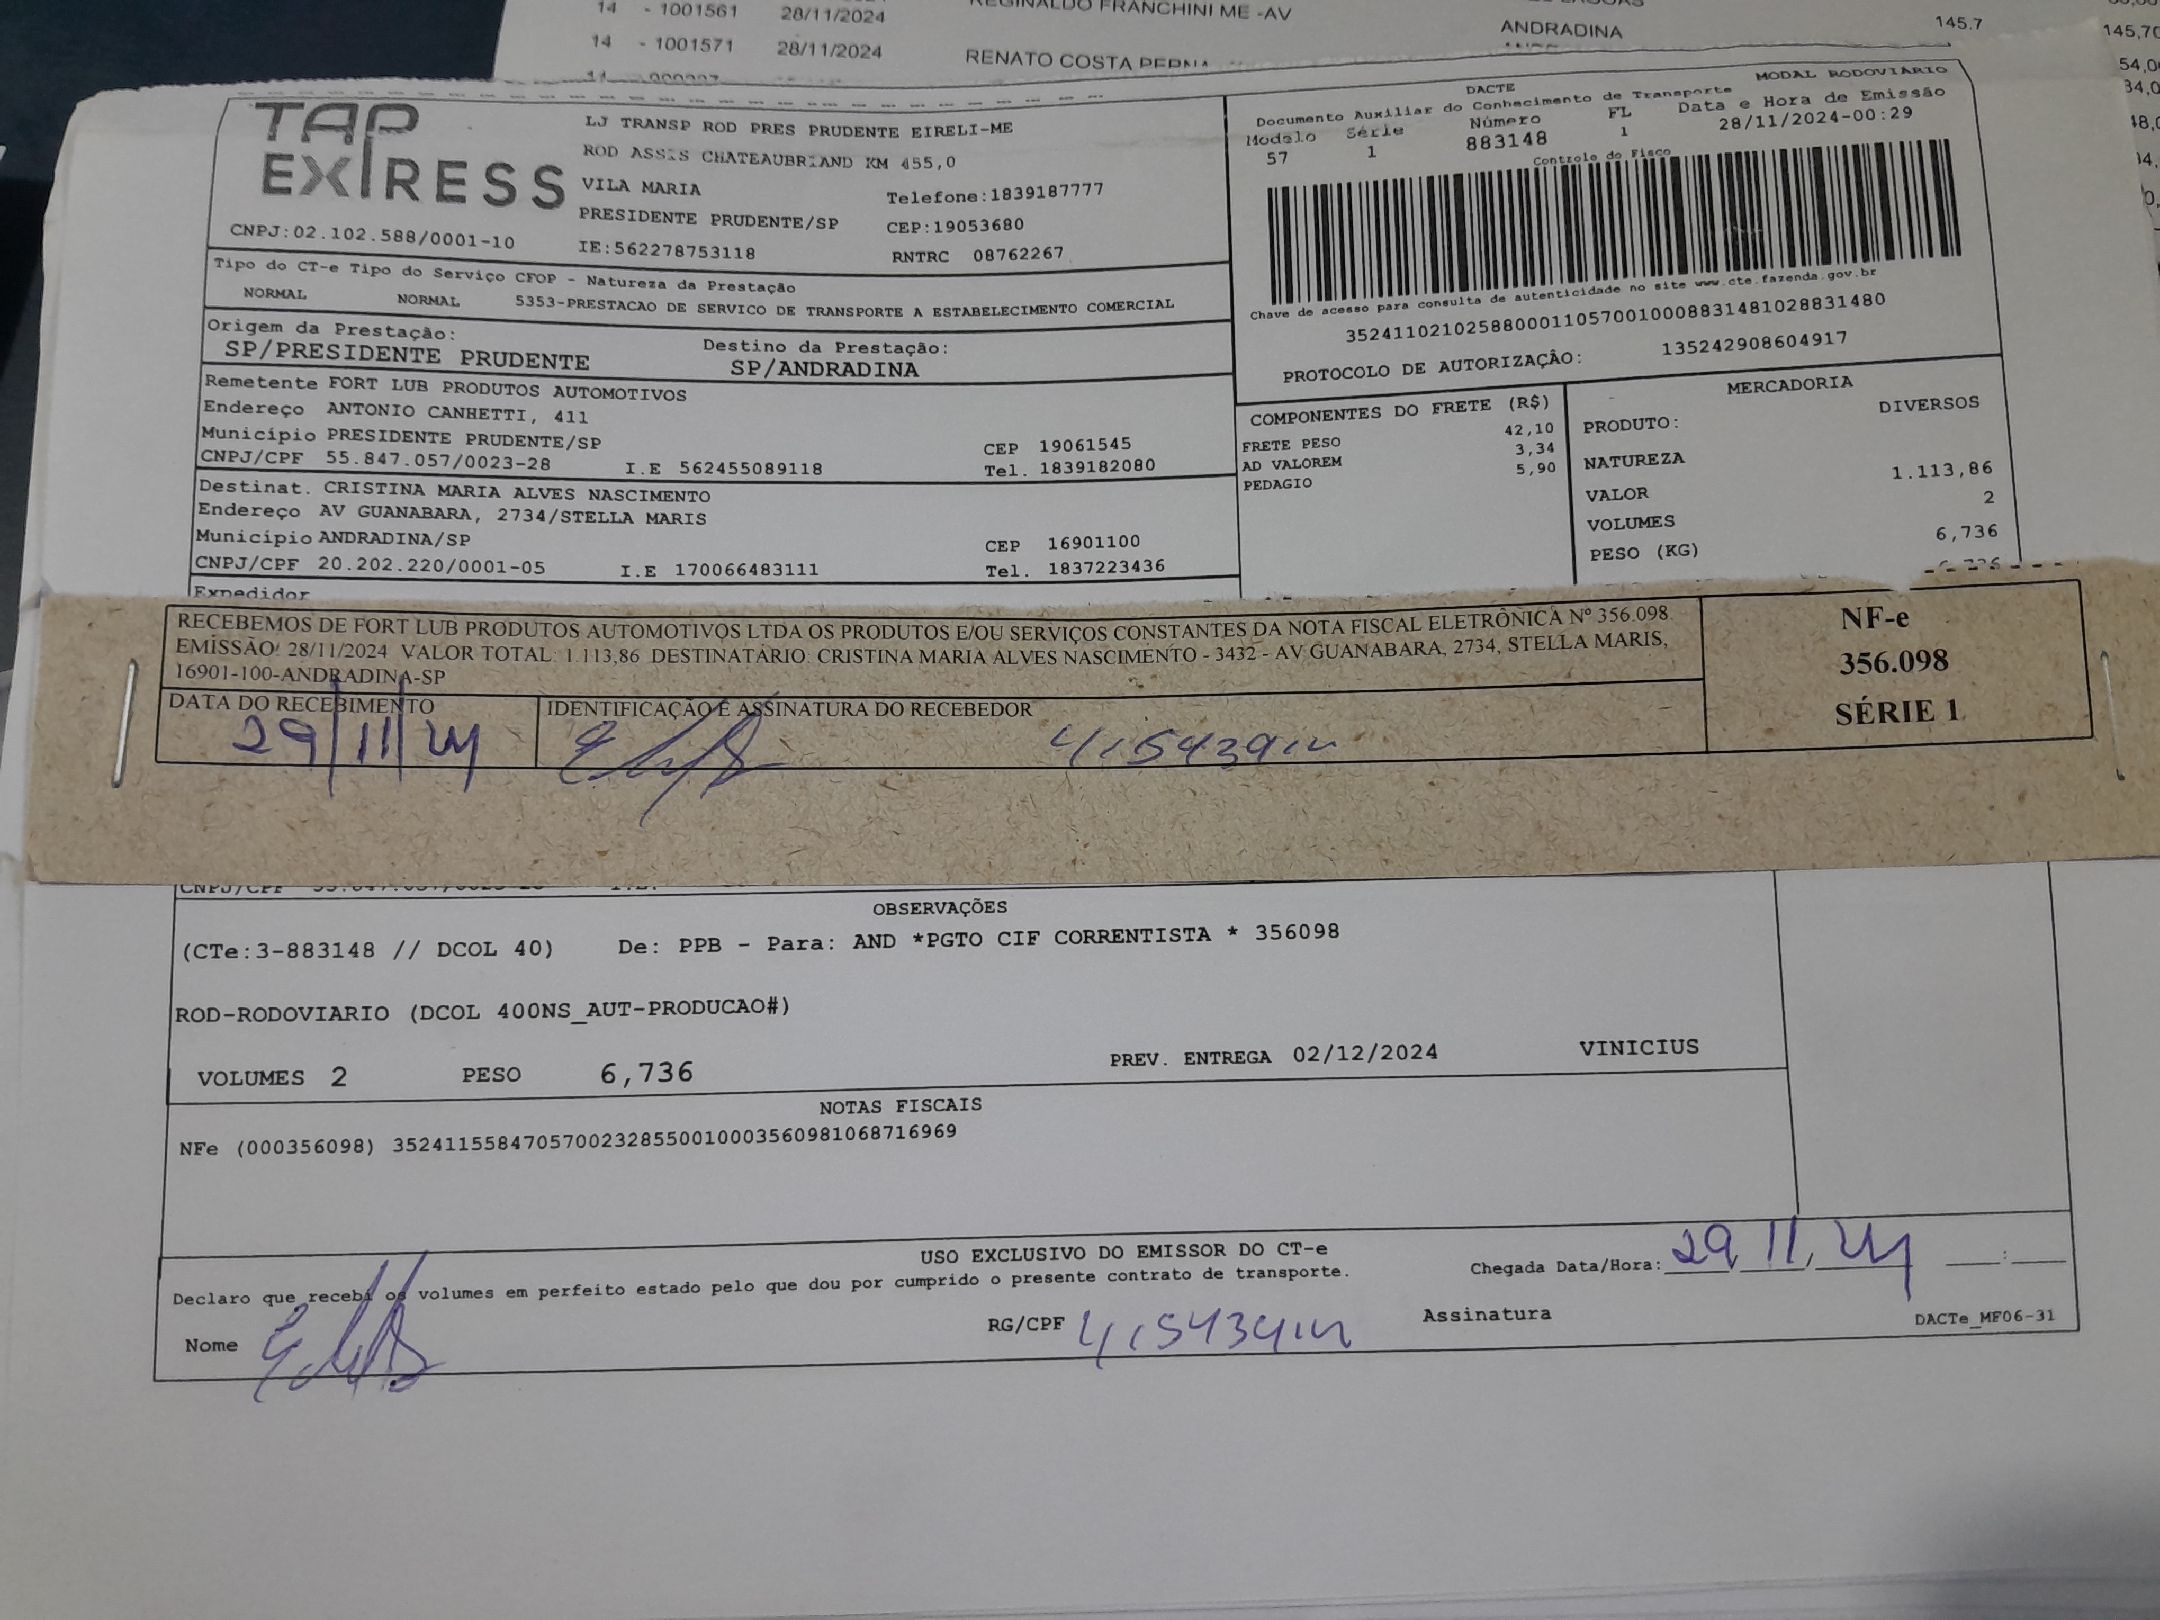 14 - 1001561 28/11/2024 REGINALDO FRANCHINI ME -AV
14 - 1001571 28/11/2024 RENATO COSTA PERNA ANDRADINA 145.7 145,70
TAP EXPRESS
LJ TRANSP ROD PRES PRUDENTE EIRELI-ME
ROD ASSIS CHATEAUBRIAND KM 455,0
VILA MARIA Telefone:1839187777
PRESIDENTE PRUDENTE/SP CEP:19053680
CNPJ:02.102.588/0001-10 IE:562278753118 RNTRC 08762267
DACTE MODAL RODOVIÁRIO
Documento Auxiliar do Conhecimento de Transporte
Modelo Série Número FL Data e Hora de Emissão
57 1 883148 1 28/11/2024-00:29
Controle do Fisco
Chave de acesso para consulta de autenticidade no site www.cte.fazenda.gov.br
35241102102588000110570010008831481028831480
PROTOCOLO DE AUTORIZAÇÂO: 135242908604917
Tipo do CT-e Tipo do Serviço CFOP - Natureza da Prestação
NORMAL NORMAL 5353-PRESTACAO DE SERVICO DE TRANSPORTE A ESTABELECIMENTO COMERCIAL
Origem da Prestação: Destino da Prestação:
SP/PRESIDENTE PRUDENTE SP/ANDRADINA
Remetente FORT LUB PRODUTOS AUTOMOTIVOS
Endereço ANTONIO CANHETTI, 411
Município PRESIDENTE PRUDENTE/SP CEP 19061545
CNPJ/CPF 55.847.057/0023-28 I.E 562455089118 Tel. 1839182080
Destinat. CRISTINA MARIA ALVES NASCIMENTO
Endereço AV GUANABARA, 2734/STELLA MARIS
Município ANDRADINA/SP CEP 16901100
CNPJ/CPF 20.202.220/0001-05 I.E 170066483111 Tel. 1837223436
Expedidor
COMPONENTES DO FRETE (R$)
FRETE PESO 42,10
AD VALOREM 3,34
PEDAGIO 5,90
MERCADORIA
PRODUTO: DIVERSOS
NATUREZA
VALOR 1.113,86
VOLUMES 2
PESO (KG) 6,736
RECEBEMOS DE FORT LUB PRODUTOS AUTOMOTIVOS LTDA OS PRODUTOS E/OU SERVIÇOS CONSTANTES DA NOTA FISCAL ELETRÔNICA Nº 356.098
EMISSÃO: 28/11/2024 VALOR TOTAL: 1.113,86 DESTINATÁRIO: CRISTINA MARIA ALVES NASCIMENTO - 3432 - AV GUANABARA, 2734, STELLA MARIS,
16901-100-ANDRADINA-SP
DATA DO RECEBIMENTO IDENTIFICAÇÃO E ASSINATURA DO RECEBEDOR
29/11/24
NF-e
356.098
SÉRIE 1
OBSERVAÇÕES
(CTe:3-883148 // DCOL 40) De: PPB - Para: AND *PGTO CIF CORRENTISTA * 356098
ROD-RODOVIARIO (DCOL 400NS_AUT-PRODUCAO#)
VOLUMES 2 PESO 6,736 PREV. ENTREGA 02/12/2024 VINICIUS
NOTAS FISCAIS
NFe (000356098) 35241155847057002328550010003560981068716969
USO EXCLUSIVO DO EMISSOR DO CT-e
Declaro que recebi os volumes em perfeito estado pelo que dou por cumprido o presente contrato de transporte.
Chegada Data/Hora: 29, 11, 24 :
Nome RG/CPF Assinatura
DACTe_MF06-31